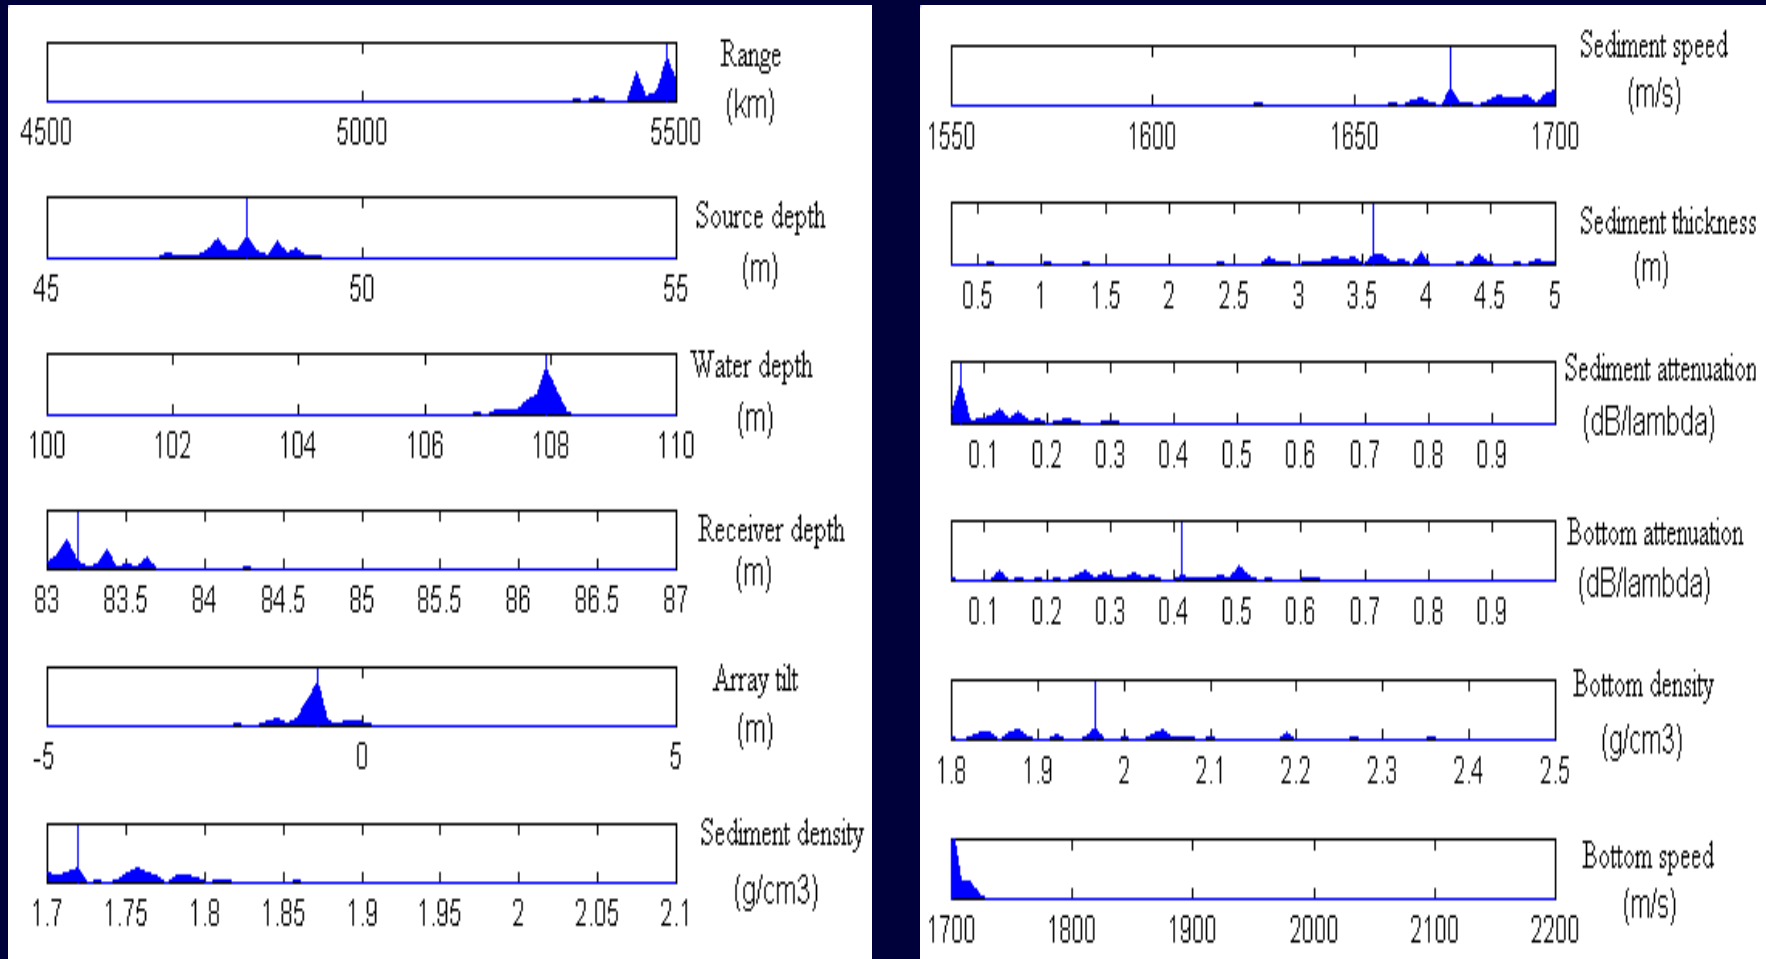 Range
(km)
4500 5000 5500
Source depth
(m)
45 50 55
Water depth
(m)
100 102 104 106 108 110
Receiver depth
(m)
83 83.5 84 84.5 85 85.5 86 86.5 87
Array tilt
(m)
-5 0 5
Sediment density
(g/cm3)
1.7 1.75 1.8 1.85 1.9 1.95 2 2.05 2.1
Sediment speed
(m/s)
1550 1600 1650 1700
Sediment thickness
(m)
0.5 1 1.5 2 2.5 3 3.5 4 4.5 5
Sediment attenuation
(dB/lambda)
0.1 0.2 0.3 0.4 0.5 0.6 0.7 0.8 0.9
Bottom attenuation
(dB/lambda)
0.1 0.2 0.3 0.4 0.5 0.6 0.7 0.8 0.9
Bottom density
(g/cm3)
1.8 1.9 2 2.1 2.2 2.3 2.4 2.5
Bottom speed
(m/s)
1700 1800 1900 2000 2100 2200